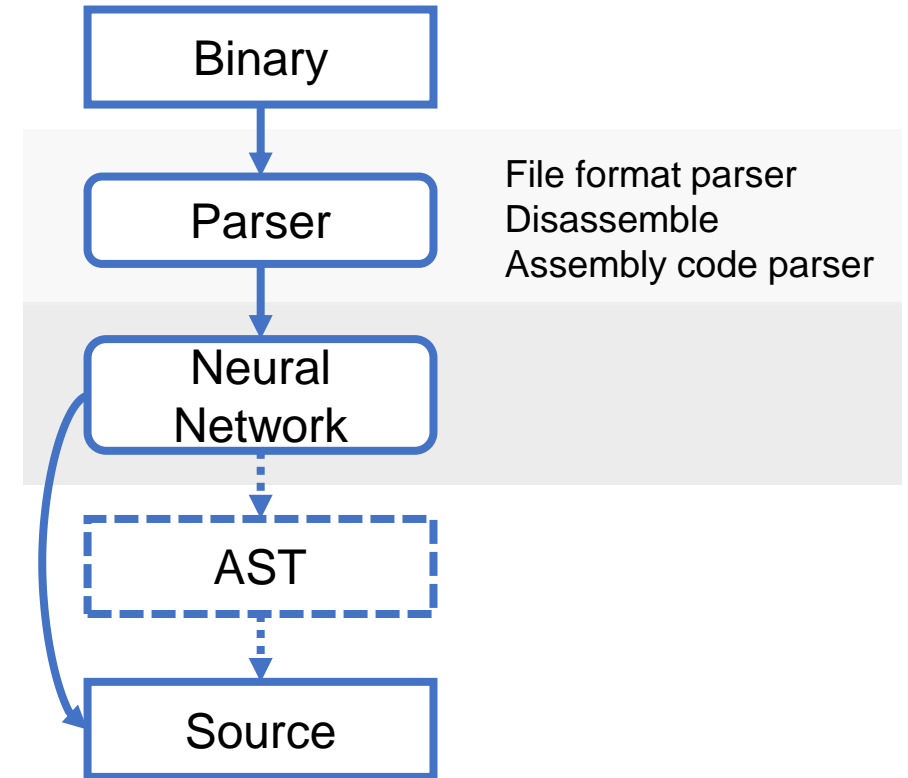 Binary
Parser
File format parser
Disassemble
Assembly code parser
Neural
Network
AST
Source